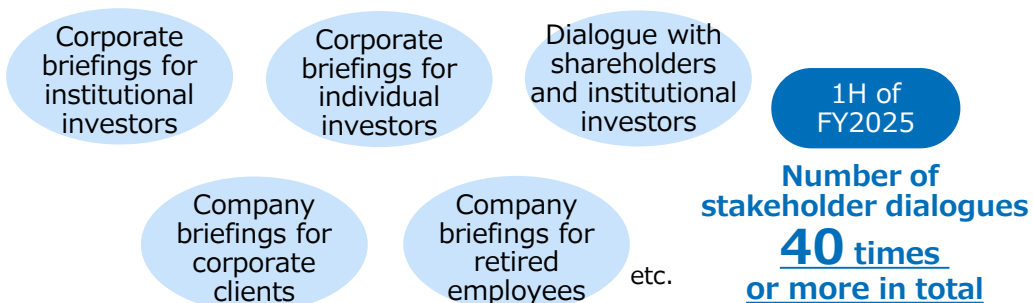 Corporate
briefings for
institutional
investors
Corporate
briefings for
individual
investors
Dialogue with
shareholders
and institutional
investors
1H of
FY2025
Company
briefings for
corporate
clients
Company
briefings for
retired
employees
etc.
Number of
stakeholder dialogues
40 times
or more in total